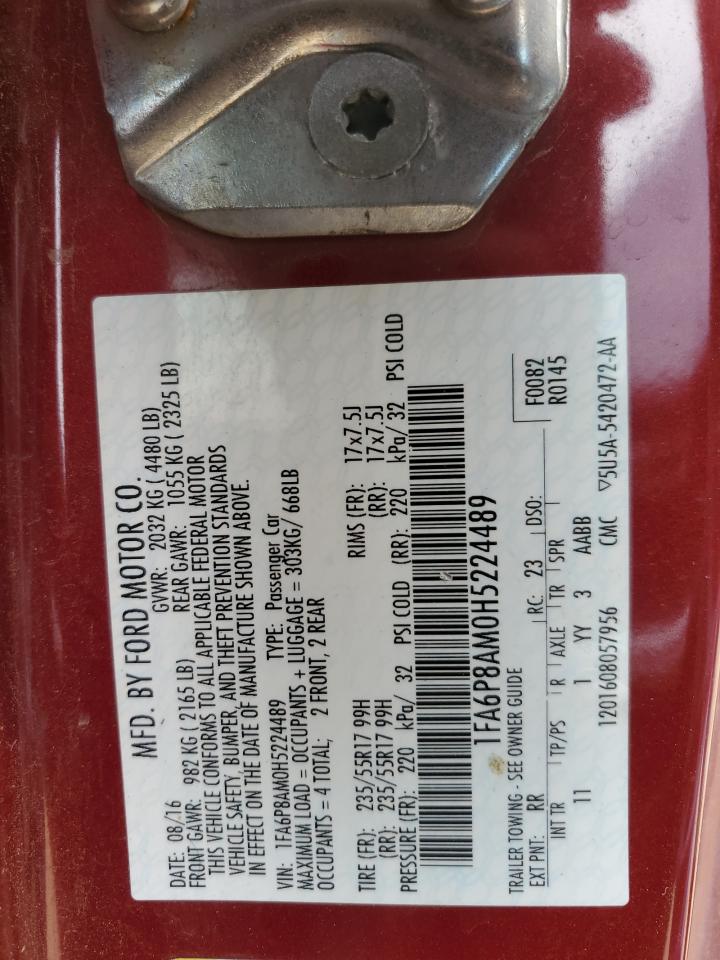 MFD. BY FORD MOTOR CO.
DATE: 08/16 GVWR: 2032 KG ( 4480 LB)
FRONT GAWR: 982 KG ( 2165 LB) REAR GAWR: 1055 KG ( 2325 LB)
THIS VEHICLE CONFORMS TO ALL APPLICABLE FEDERAL MOTOR
VEHICLE SAFETY, BUMPER, AND THEFT PREVENTION STANDARDS
IN EFFECT ON THE DATE OF MANUFACTURE SHOWN ABOVE.
VIN: 1FA6P8AM0H5224489 TYPE: Passenger Car
MAXIMUM LOAD = OCCUPANTS + LUGGAGE = 303KG/ 668LB
OCCUPANTS = 4 TOTAL; 2 FRONT, 2 REAR
TIRE (FR): 235/55R17 99H RIMS (FR): 17x7.5J
(RR): 235/55R17 99H (RR): 17x7.5J
PRESSURE (FR): 220 kPa/ 32 PSI COLD (RR): 220 kPa/ 32 PSI COLD
1FA6P8AM0H5224489
TRAILER TOWING - SEE OWNER GUIDE F0082
EXT PNT: RR RC: 23 DSO: R0145
INT TR TP/PS R AXLE TR SPR
11 1 YY 3 AABB
1201608057956 CMC ▽5U5A-5420472-AA